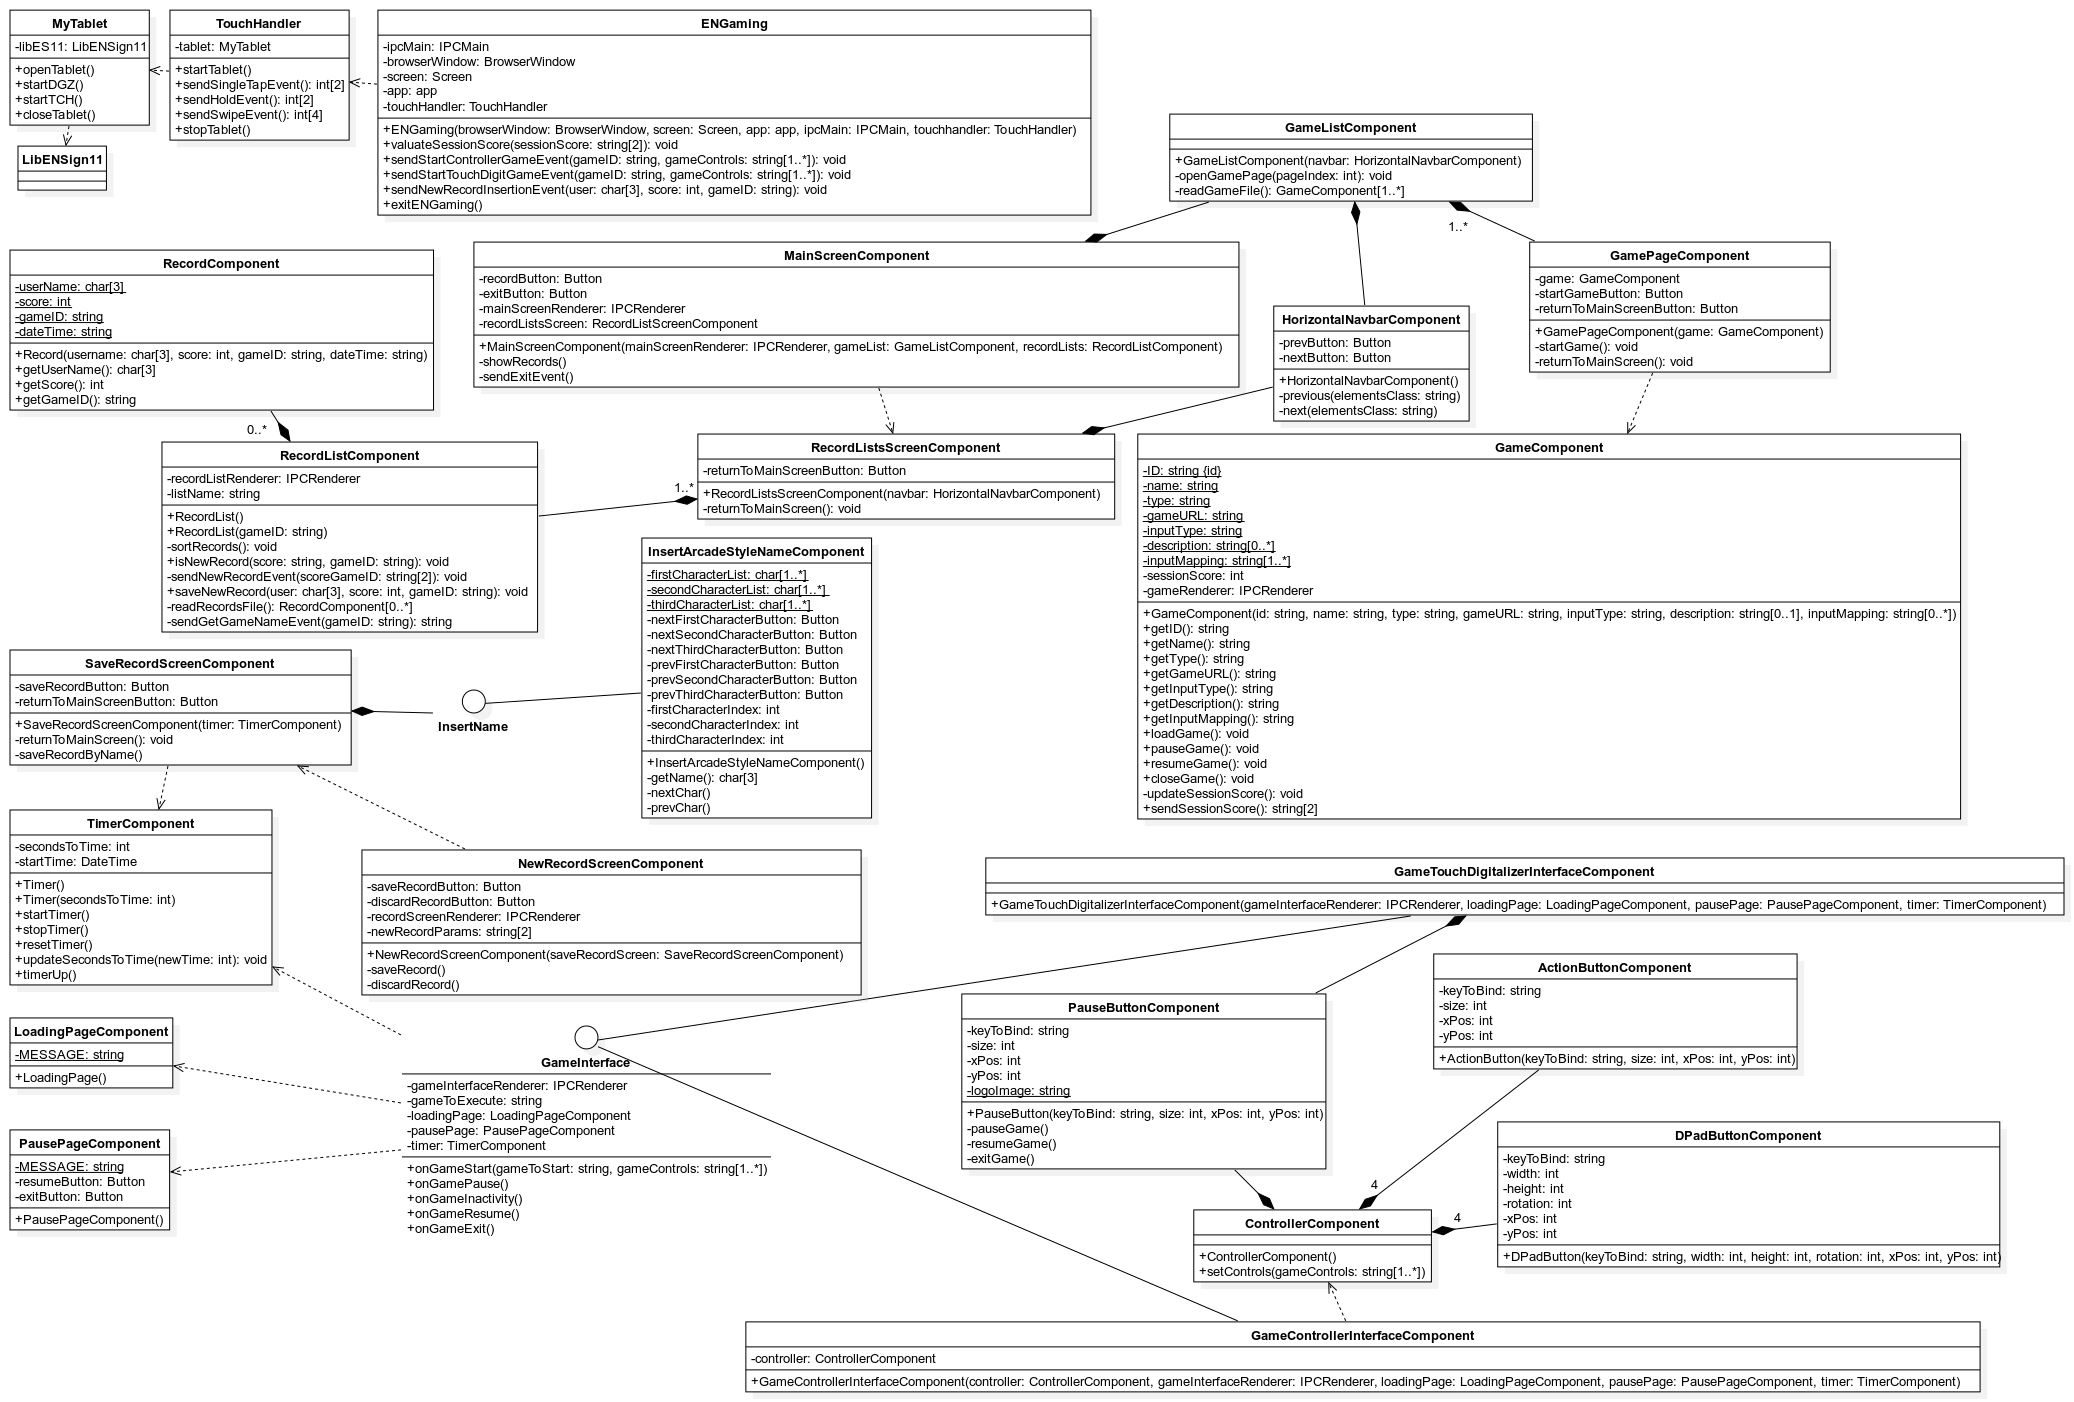 MyTablet
-libES11: LibENSign11
+openTablet()
+startDGZ()
+startTCH()
+closeTablet()
TouchHandler
-tablet: MyTablet
+startTablet()
+sendSingleTapEvent(): int[2]
+sendHoldEvent(): int[2]
+sendSwipeEvent(): int[4]
+stopTablet()
ENGaming
-ipcMain: IPCMain
-browserWindow: BrowserWindow
-screen: Screen
-app: app
-touchHandler: TouchHandler
+ENGaming(browserWindow: BrowserWindow, screen: Screen, app: app, ipcMain: IPCMain, touchhandler: TouchHandler)
+valuateSessionScore(sessionScore: string[2]): void
+sendStartControllerGameEvent(gameID: string, gameControls: string[1..*]): void
+sendStartTouchDigitGameEvent(gameID: string, gameControls: string[1..*]): void
+sendNewRecordInsertionEvent(user: char[3], score: int, gameID: string): void
+exitENGaming()
LibENSign11
GameListComponent
+GameListComponent(navbar: HorizontalNavbarComponent)
-openGamePage(pageIndex: int): void
-readGameFile(): GameComponent[1..*]
1..*
RecordComponent
-userName: char[3]
-score: int
-gameID: string
-dateTime: string
+Record(username: char[3], score: int, gameID: string, dateTime: string)
+getUserName(): char[3]
+getScore(): int
+getGameID(): string
0..*
MainScreenComponent
-recordButton: Button
-exitButton: Button
-mainScreenRenderer: IPCRenderer
-recordListsScreen: RecordListScreenComponent
+MainScreenComponent(mainScreenRenderer: IPCRenderer, gameList: GameListComponent, recordLists: RecordListComponent)
-showRecords()
-sendExitEvent()
HorizontalNavbarComponent
-prevButton: Button
-nextButton: Button
+HorizontalNavbarComponent()
-previous(elementsClass: string)
-next(elementsClass: string)
GamePageComponent
-game: GameComponent
-startGameButton: Button
-returnToMainScreenButton: Button
+GamePageComponent(game: GameComponent)
-startGame(): void
-returnToMainScreen(): void
RecordListComponent
-recordListRenderer: IPCRenderer
-listName: string
+RecordList()
+RecordList(gameID: string)
-sortRecords(): void
+isNewRecord(score: string, gameID: string): void
-sendNewRecordEvent(scoreGameID: string[2]): void
+saveNewRecord(user: char[3], score: int, gameID: string): void
-readRecordsFile(): RecordComponent[0..*]
-sendGetGameNameEvent(gameID: string): string
1..*
RecordListsScreenComponent
-returnToMainScreenButton: Button
+RecordListsScreenComponent(navbar: HorizontalNavbarComponent)
-returnToMainScreen(): void
GameComponent
-ID: string {id}
-name: string
-type: string
-gameURL: string
-inputType: string
-description: string[0..*]
-inputMapping: string[1..*]
-sessionScore: int
-gameRenderer: IPCRenderer
+GameComponent(id: string, name: string, type: string, gameURL: string, inputType: string, description: string[0..1], inputMapping: string[0..*])
+getID(): string
+getName(): string
+getType(): string
+getGameURL(): string
+getInputType(): string
+getDescription(): string
+getInputMapping(): string
+loadGame(): void
+pauseGame(): void
+resumeGame(): void
+closeGame(): void
-updateSessionScore(): void
+sendSessionScore(): string[2]
InsertArcadeStyleNameComponent
-firstCharacterList: char[1..*]
-secondCharacterList: char[1..*]
-thirdCharacterList: char[1..*]
-nextFirstCharacterButton: Button
-nextSecondCharacterButton: Button
-nextThirdCharacterButton: Button
-prevFirstCharacterButton: Button
-prevSecondCharacterButton: Button
-prevThirdCharacterButton: Button
-firstCharacterIndex: int
-secondCharacterIndex: int
-thirdCharacterIndex: int
+InsertArcadeStyleNameComponent()
-getName(): char[3]
-nextChar()
-prevChar()
SaveRecordScreenComponent
-saveRecordButton: Button
-returnToMainScreenButton: Button
+SaveRecordScreenComponent(timer: TimerComponent)
-returnToMainScreen(): void
-saveRecordByName()
InsertName
TimerComponent
-secondsToTime: int
-startTime: DateTime
+Timer()
+Timer(secondsToTime: int)
+startTimer()
+stopTimer()
+resetTimer()
+updateSecondsToTime(newTime: int): void
+timerUp()
NewRecordScreenComponent
-saveRecordButton: Button
-discardRecordButton: Button
-recordScreenRenderer: IPCRenderer
-newRecordParams: string[2]
+NewRecordScreenComponent(saveRecordScreen: SaveRecordScreenComponent)
-saveRecord()
-discardRecord()
GameTouchDigitalizerInterfaceComponent
+GameTouchDigitalizerInterfaceComponent(gameInterfaceRenderer: IPCRenderer, loadingPage: LoadingPageComponent, pausePage: PausePageComponent, timer: TimerComponent)
LoadingPageComponent
-MESSAGE: string
+LoadingPage()
PausePageComponent
-MESSAGE: string
-resumeButton: Button
-exitButton: Button
+PausePageComponent()
GameInterface
-gameInterfaceRenderer: IPCRenderer
-gameToExecute: string
-loadingPage: LoadingPageComponent
-pausePage: PausePageComponent
-timer: TimerComponent
+onGameStart(gameToStart: string, gameControls: string[1..*])
+onGamePause()
+onGameInactivity()
+onGameResume()
+onGameExit()
PauseButtonComponent
-keyToBind: string
-size: int
-xPos: int
-yPos: int
-logoImage: string
+PauseButton(keyToBind: string, size: int, xPos: int, yPos: int)
-pauseGame()
-resumeGame()
-exitGame()
ActionButtonComponent
-keyToBind: string
-size: int
-xPos: int
-yPos: int
+ActionButton(keyToBind: string, size: int, xPos: int, yPos: int)
4
DPadButtonComponent
-keyToBind: string
-width: int
-height: int
-rotation: int
-xPos: int
-yPos: int
+DPadButton(keyToBind: string, width: int, height: int, rotation: int, xPos: int, yPos: int)
4
ControllerComponent
+ControllerComponent()
+setControls(gameControls: string[1..*])
GameControllerInterfaceComponent
-controller: ControllerComponent
+GameControllerInterfaceComponent(controller: ControllerComponent, gameInterfaceRenderer: IPCRenderer, loadingPage: LoadingPageComponent, pausePage: PausePageComponent, timer: TimerComponent)